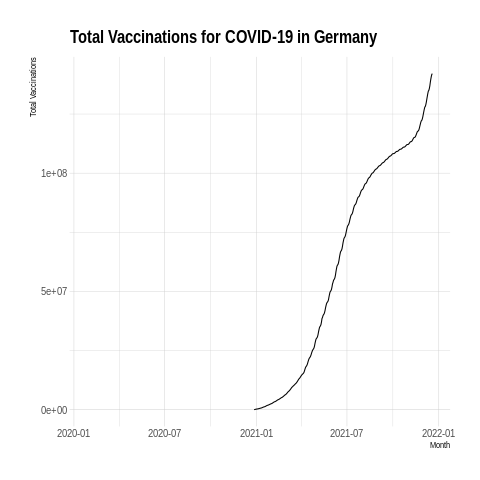 Total Vaccinations for COVID-19 in Germany
Total Vaccinations
1e+08
5e+07
0e+00
2020-01 2020-07 2021-01 2021-07 2022-01
Month